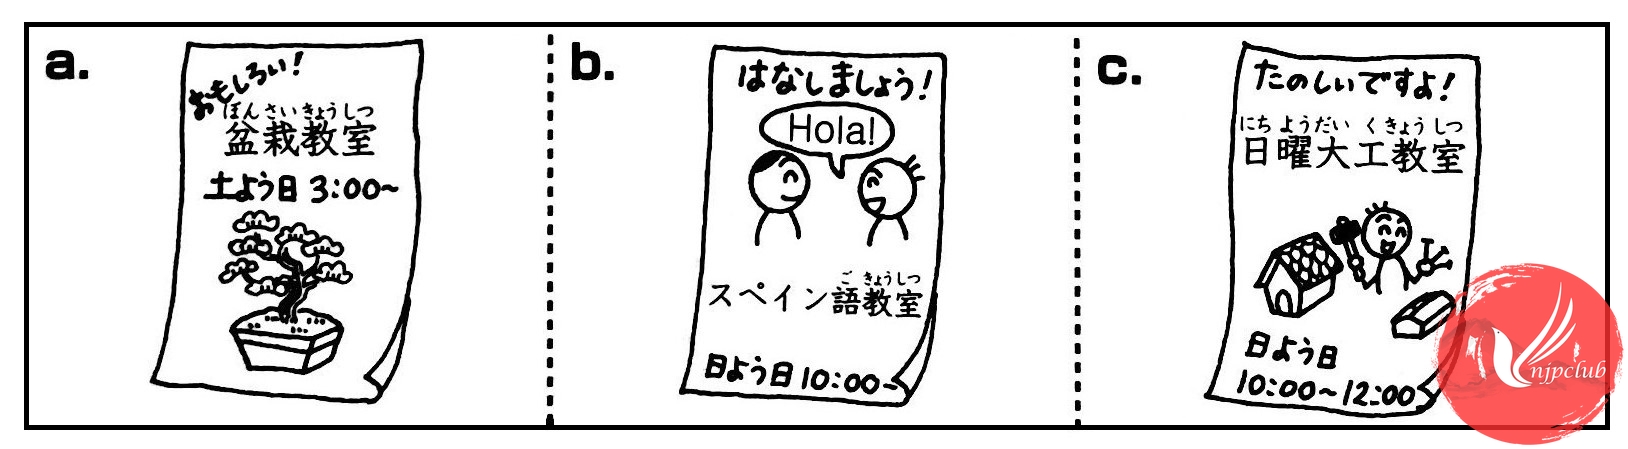 a.
おもしろい!
ぼんさいきょうしつ
盆栽教室
土よう日 3:00~
b.
はなしましょう!
Hola!
ごきょうしつ
スペイン語教室
日よう日 10:00~
c.
たのしいですよ!
にちようだいくきょうしつ
日曜大工教室
日よう日
10:00~12:00
njpclub